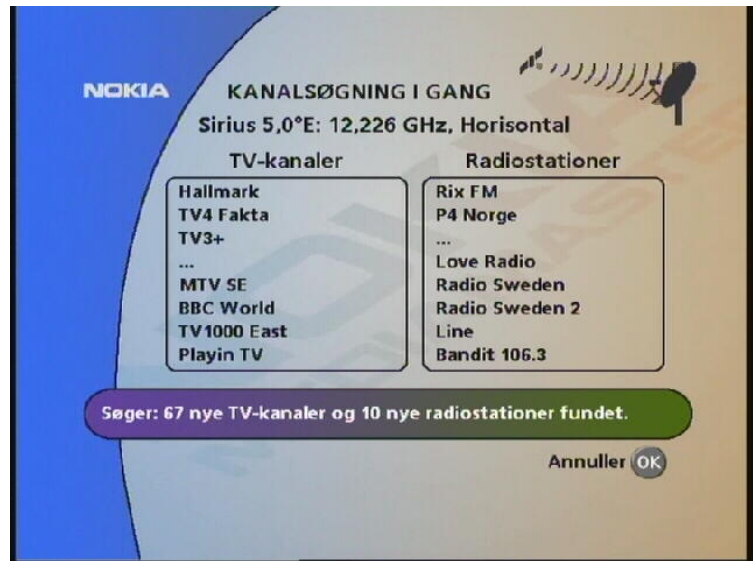 NOKIA
KANALSØGNING I GANG
Sirius 5,0°E: 12,226 GHz, Horisontal
TV-kanaler
Hallmark
TV4 Fakta
TV3+
...
MTV SE
BBC World
TV1000 East
Playin TV
Radiostationer
Rix FM
P4 Norge
...
Love Radio
Radio Sweden
Radio Sweden 2
Line
Bandit 106.3
Søger: 67 nye TV-kanaler og 10 nye radiostationer fundet.
Annuller OK
NOKIA
MEDIAMASTER